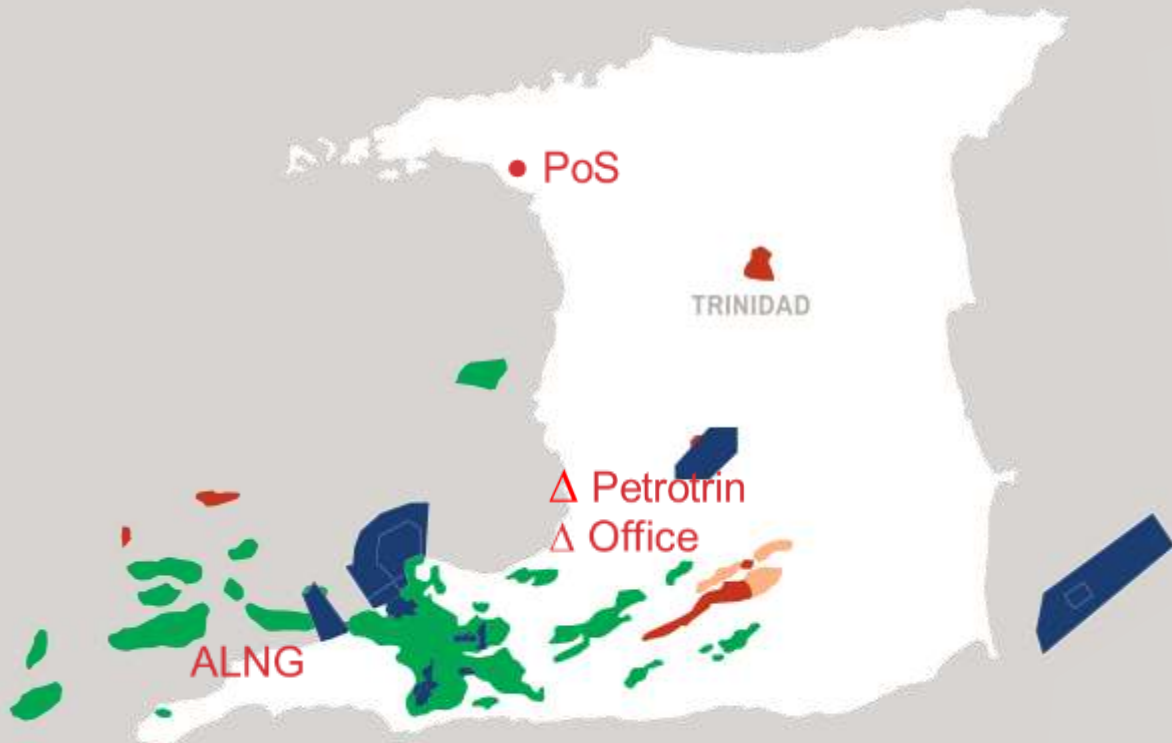 PoS
TRINIDAD
Δ Petrotrin
Δ Office
ALNG